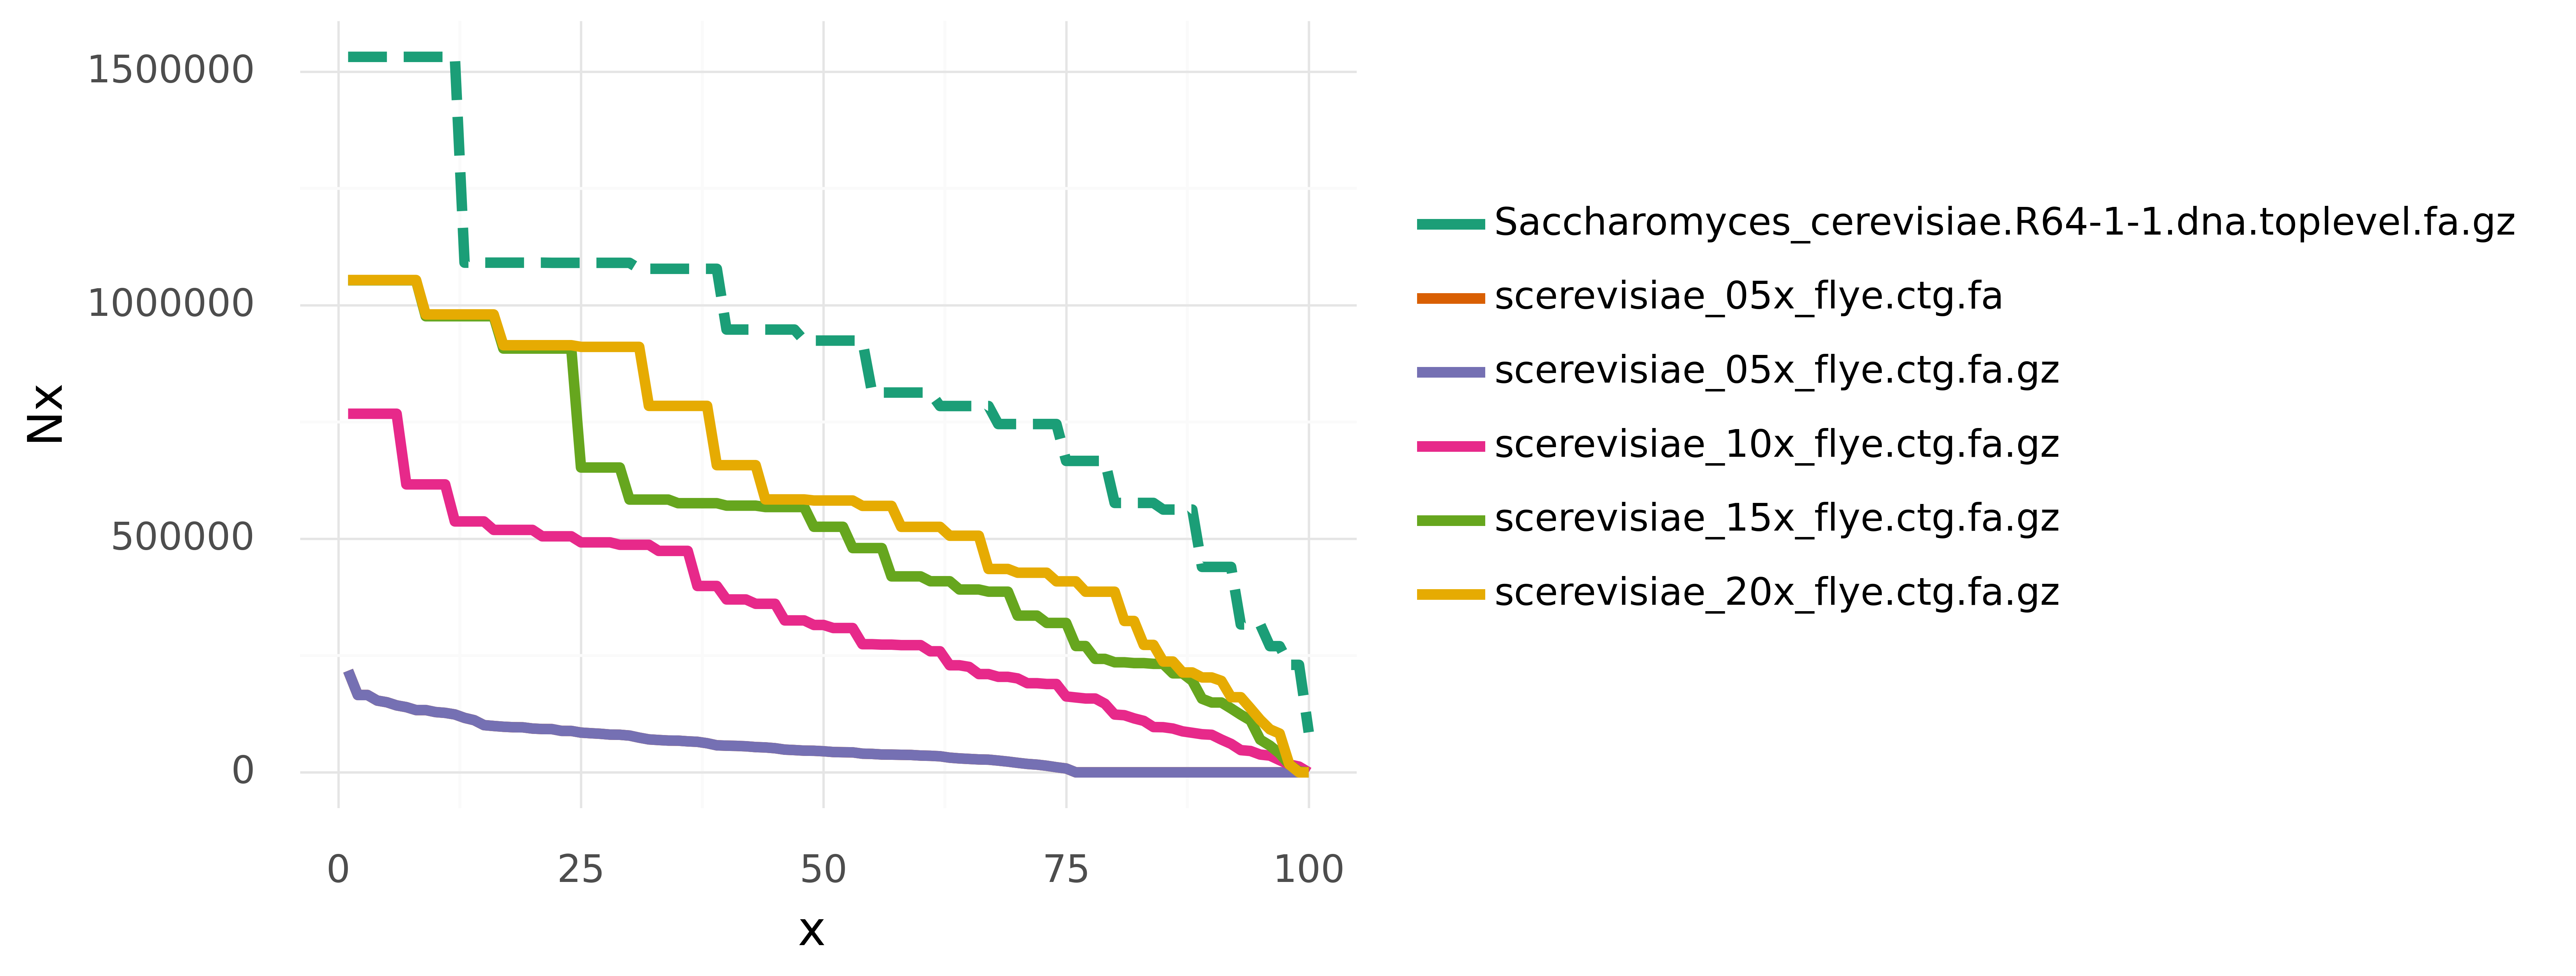 1500000
1000000
500000
0
Nx
0 25 50 75 100
x
Saccharomyces_cerevisiae.R64-1-1.dna.toplevel.fa.gz
scerevisiae_05x_flye.ctg.fa
scerevisiae_05x_flye.ctg.fa.gz
scerevisiae_10x_flye.ctg.fa.gz
scerevisiae_15x_flye.ctg.fa.gz
scerevisiae_20x_flye.ctg.fa.gz